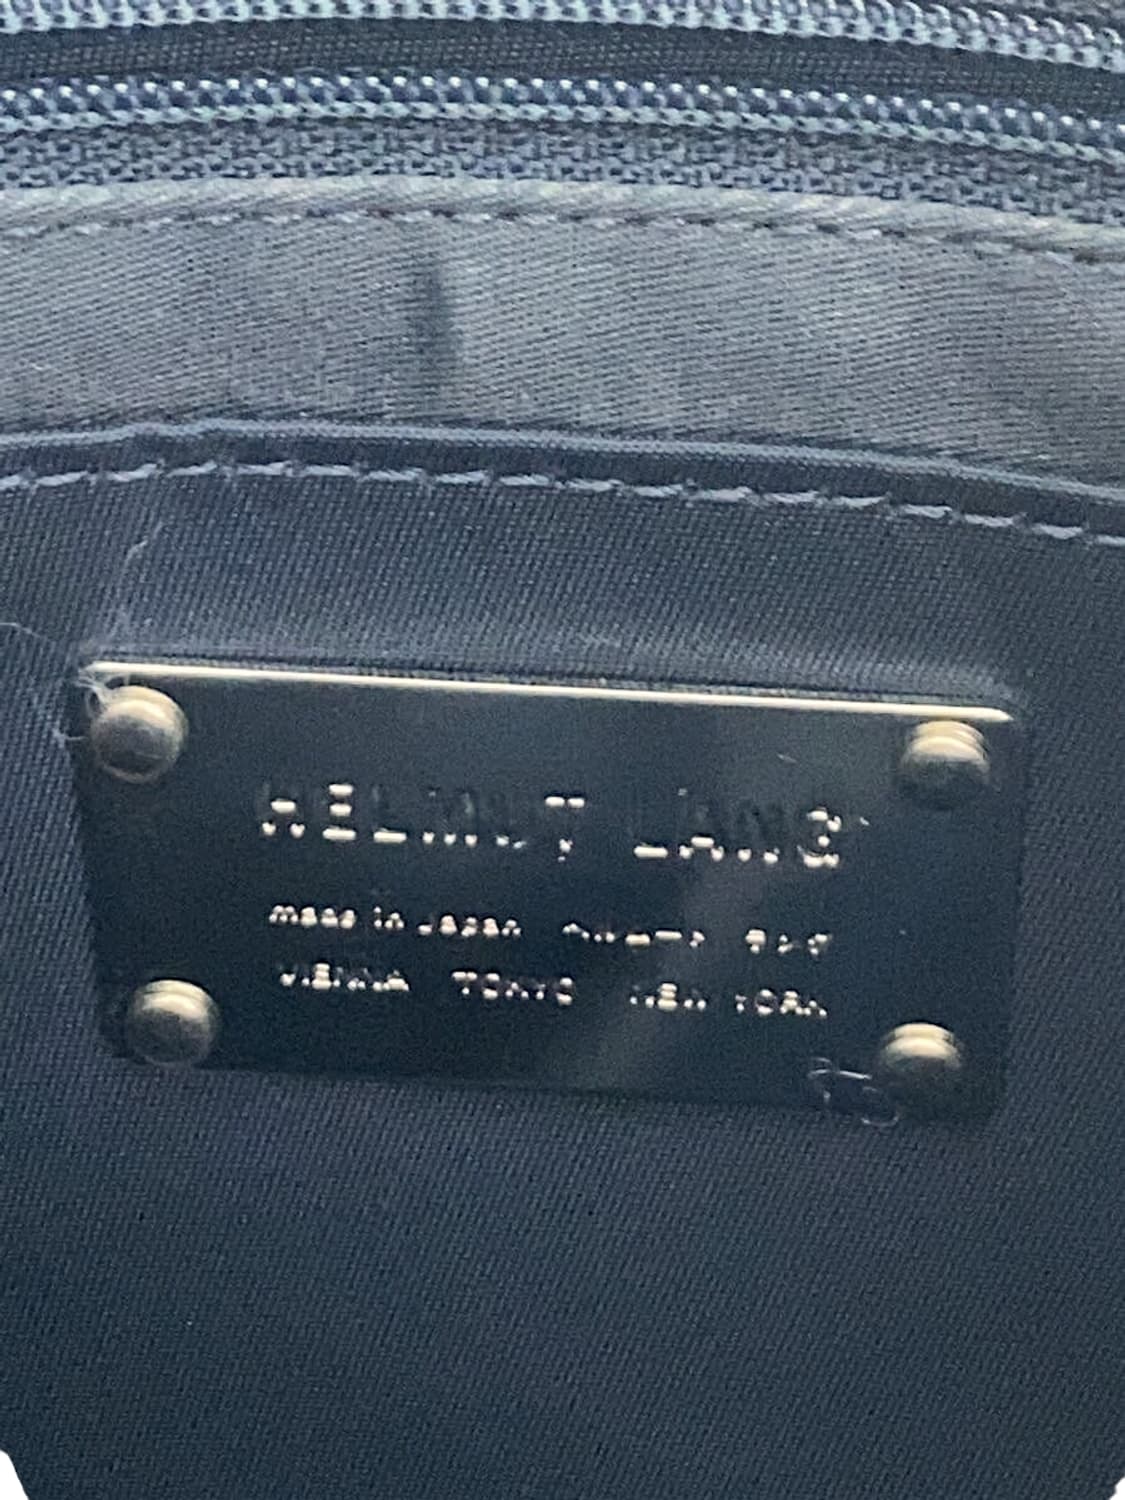 HELMUT LANG
made in Japan
VIENNA TOKYO NEW YORK